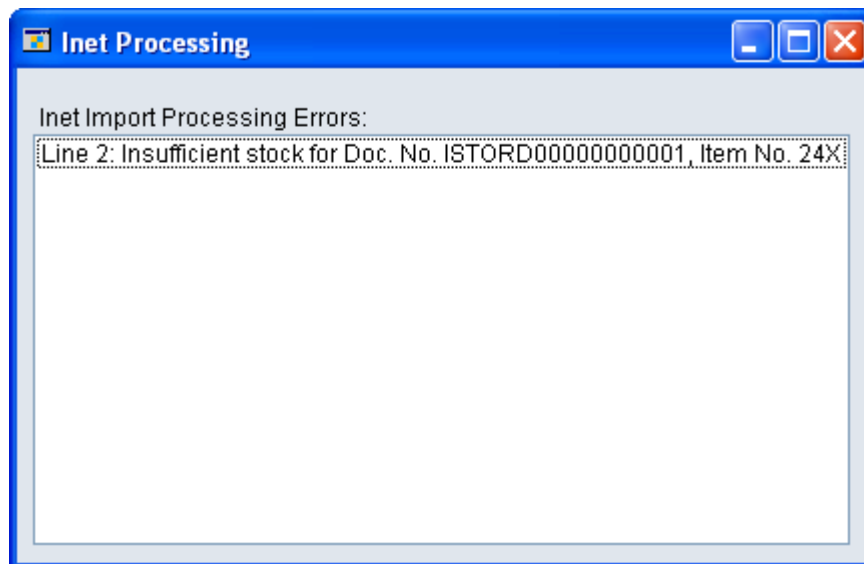 Inet Processing
Inet Import Processing Errors:
Line 2: Insufficient stock for Doc. No. ISTORD00000000001, Item No. 24X